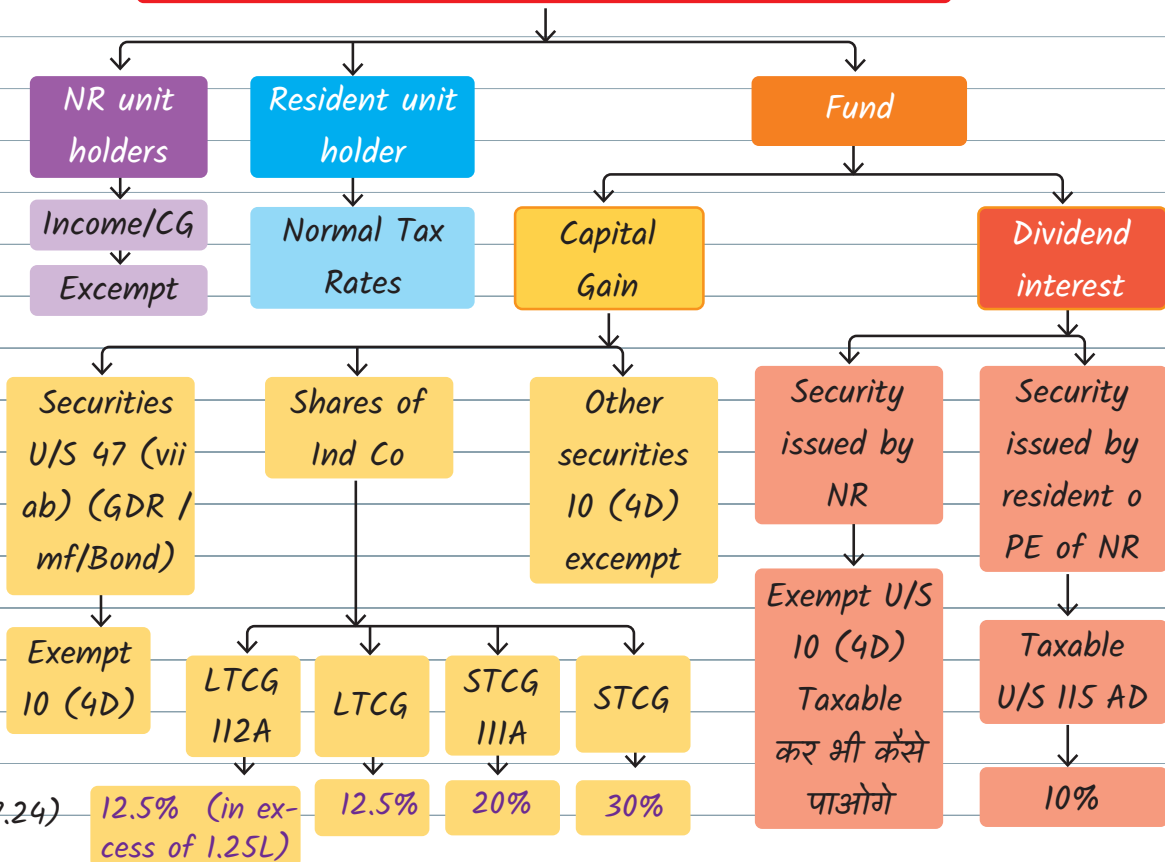 NR unit
holders
Income/CG
Excempt
Resident unit
holder
Normal Tax
Rates
Fund
Capital
Gain
Dividend
interest
Securities
U/S 47 (vii
ab) (GDR /
mf/Bond)
Exempt
10 (4D)
Shares of
Ind Co
LTCG
112A
12.5% (in ex-
cess of 1.25L)
LTCG
12.5%
STCG
111A
20%
STCG
30%
Other
securities
10 (4D)
excempt
Security
issued by
NR
Exempt U/S
10 (4D)
Taxable
कर भी कैसे
पाओगे
Security
issued by
resident o
PE of NR
Taxable
U/S 115 AD
10%
.24)